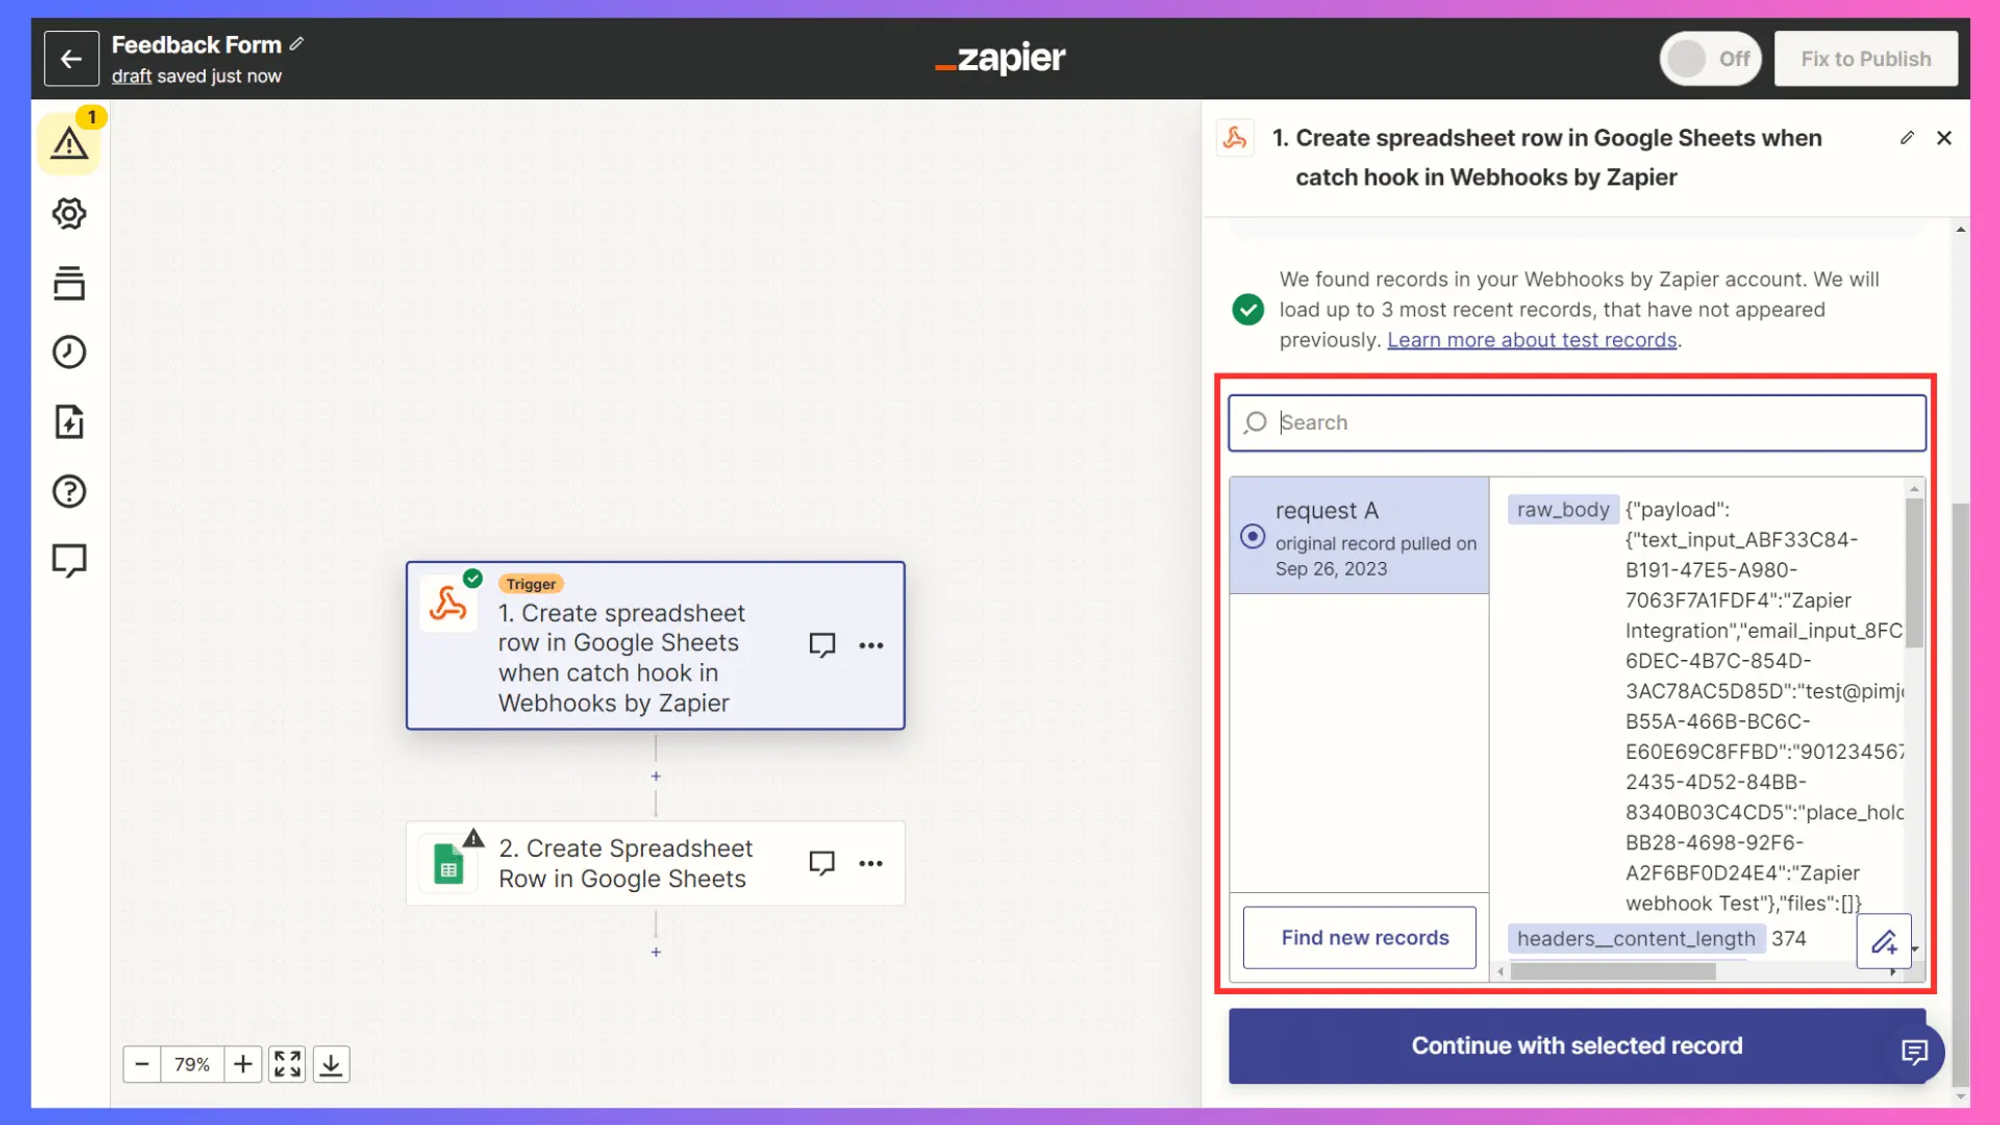 Feedback Form
draft saved just now
_zapier
Off
Fix to Publish
1
1. Create spreadsheet row in Google Sheets when
catch hook in Webhooks by Zapier
We found records in your Webhooks by Zapier account. We will
load up to 3 most recent records, that have not appeared
previously. Learn more about test records.
Search
request A
original record pulled on
Sep 26, 2023
raw_body {"payload":
{"text_input_ABF33C84-
B191-47E5-A980-
7063F7A1FDF4":"Zapier
Integration","email_input_8FC
6DEC-4B7C-854D-
3AC78AC5D85D":"test@pimj
B55A-466B-BC6C-
E60E69C8FFBD":"901234567
2435-4D52-84BB-
8340B03C4CD5":"place_hold
BB28-4698-92F6-
A2F6BF0D24E4":"Zapier
webhook Test"},"files":[]}
headers__content_length 374
Find new records
Continue with selected record
Trigger
1. Create spreadsheet
row in Google Sheets
when catch hook in
Webhooks by Zapier
2. Create Spreadsheet
Row in Google Sheets
79%